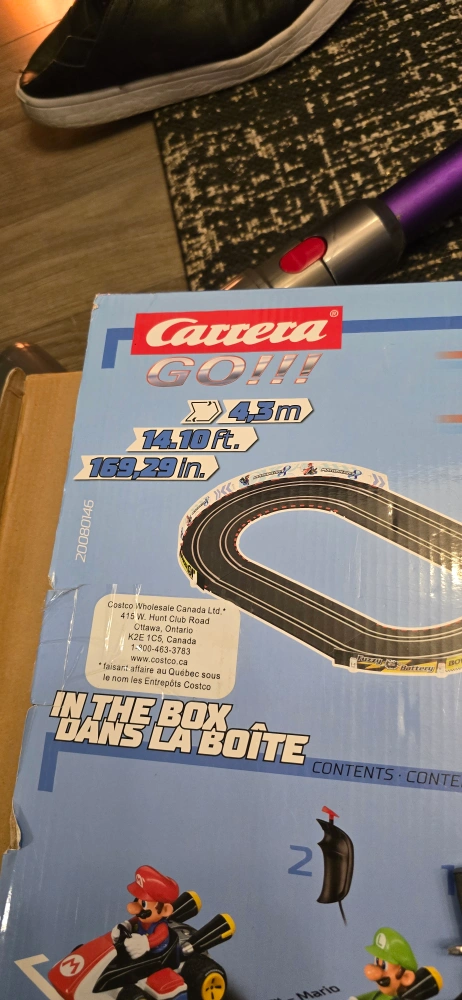 Carrera®
GO!!!
4,3 m
14.10 ft.
169,29 in.
20080146
Costco Wholesale Canada Ltd.*
415 W. Hunt Club Road
Ottawa, Ontario
K2E 1C5, Canada
1-800-463-3783
www.costco.ca
* faisant affaire au Québec sous
le nom les Entrepôts Costco
IN THE BOX
DANS LA BOÎTE
CONTENTS · CONTE
2
M
Mario